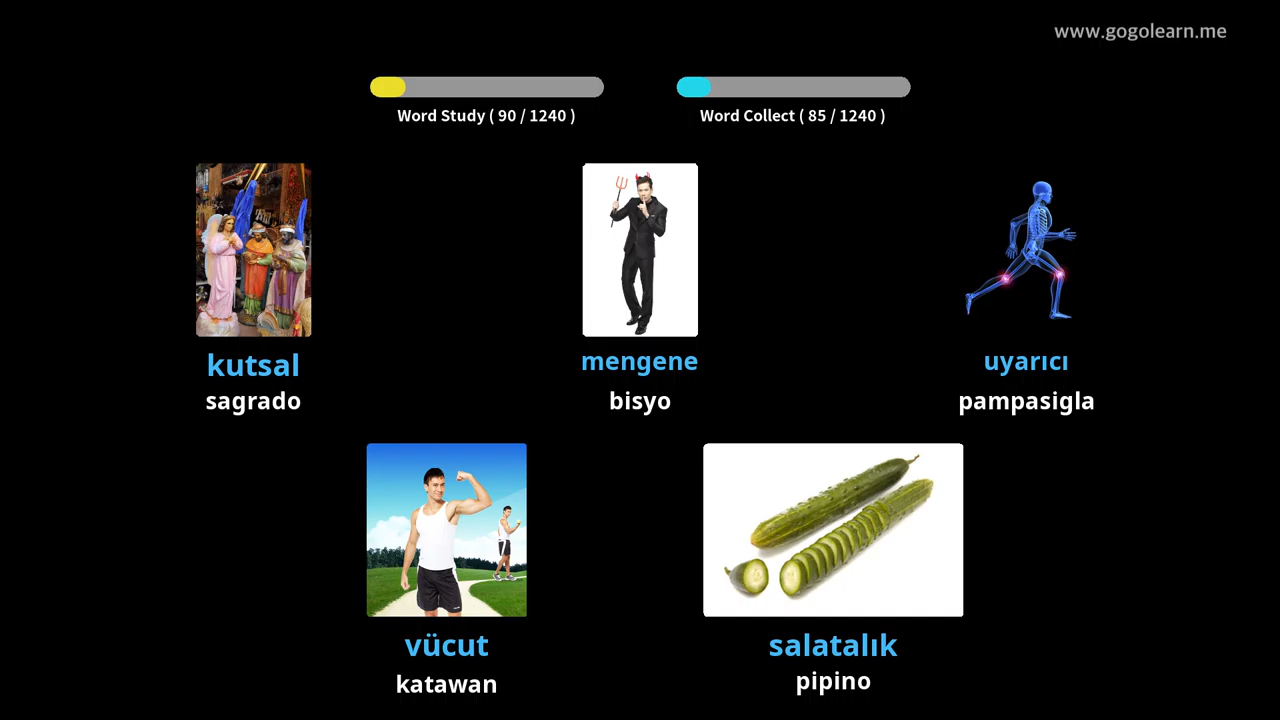 www.gogolearn.me
Word Study ( 90 / 1240 )
Word Collect ( 85 / 1240 )
kutsal
sagrado
mengene
bisyo
uyarıcı
pampasigla
vücut
katawan
salatalık
pipino